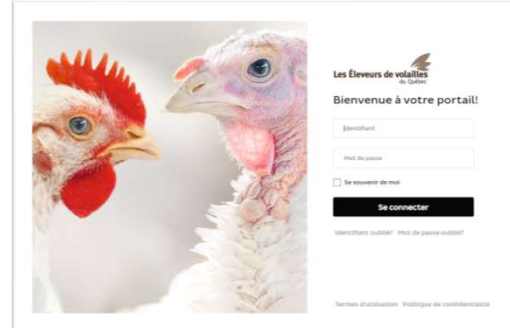 Les Éleveurs de volailles
du Québec
Bienvenue à votre portail!
Identifiant
Mot de passe
Se souvenir de moi
Se connecter
Identifiant oublié? Mot de passe oublié?
Termes d'utilisation Politique de confidentialité